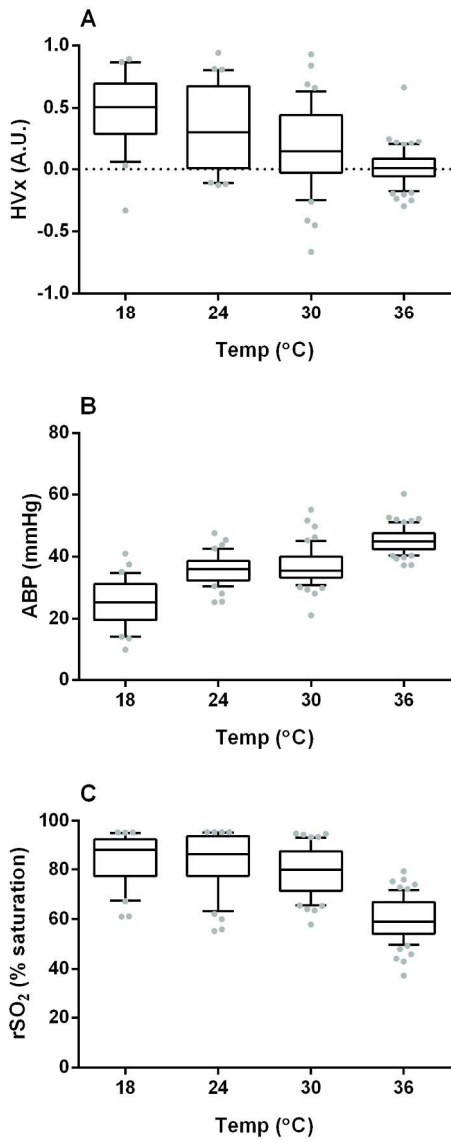 A
HVx (A.U.)
1.0
0.5
0.0
-0.5
-1.0
18 24 30 36
Temp (°C)
B
ABP (mmHg)
80
60
40
20
0
18 24 30 36
Temp (°C)
C
rSO₂ (% saturation)
100
80
60
40
20
0
18 24 30 36
Temp (°C)